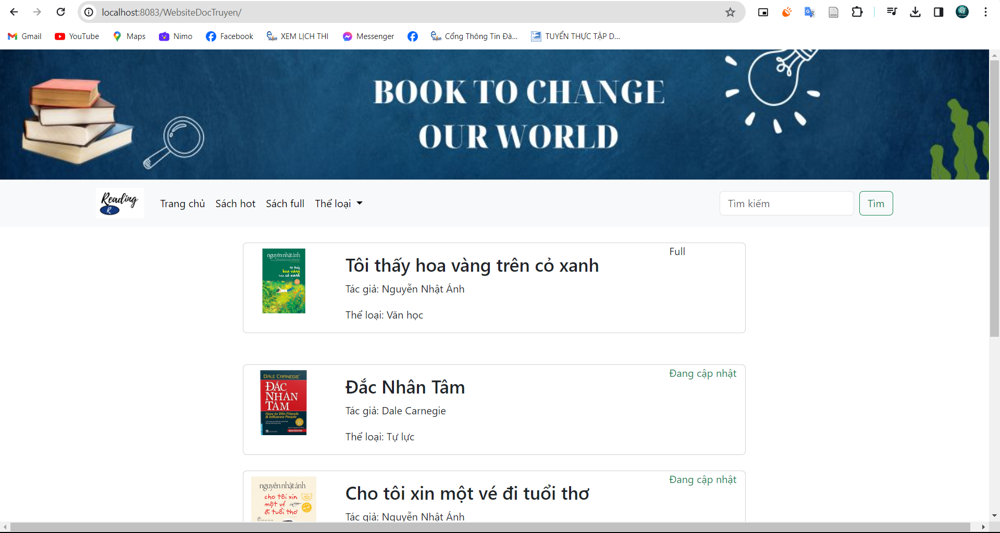 localhost:8083/WebsiteDocTruyen/
Gmail YouTube Maps Nimo Facebook XEM LỊCH THI Messenger Cổng Thông Tin Đà... TUYỂN THỰC TẬP D...
BOOK TO CHANGE
OUR WORLD
Reading
R
Trang chủ Sách hot Sách full Thể loại Tìm kiếm Tìm
nguyễn nhật ánh
tôi thấy
hoa vàng
trên cỏ xanh
Tôi thấy hoa vàng trên cỏ xanh
Full
Tác giả: Nguyễn Nhật Ánh
Thể loại: Văn học
DALE CARNEGIE
ĐẮC
NHÂN
TÂM
How to Win Friends
& Influence People
NEW EDITION
Đắc Nhân Tâm
Đang cập nhật
Tác giả: Dale Carnegie
Thể loại: Tự lực
nguyễn nhật ánh
cho tôi xin
một vé
đi tuổi thơ
Cho tôi xin một vé đi tuổi thơ
Đang cập nhật
Tác giả: Nguyễn Nhật Ánh